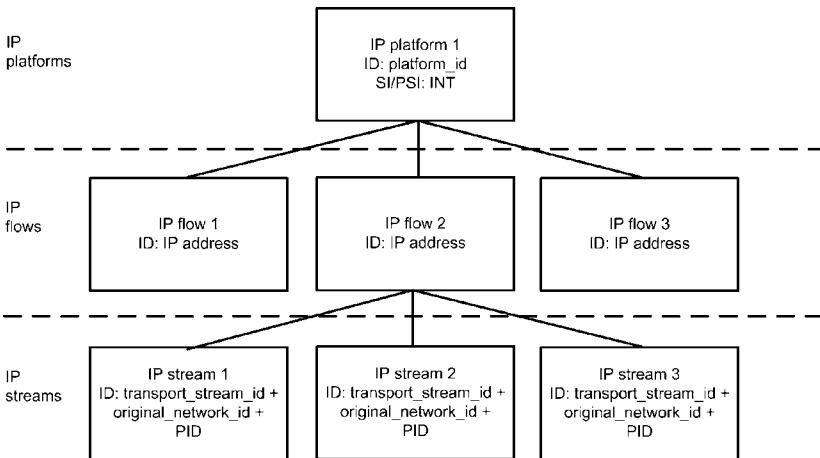 IP
platforms
IP platform 1
ID: platform_id
SI/PSI: INT
IP
flows
IP flow 1
ID: IP address
IP flow 2
ID: IP address
IP flow 3
ID: IP address
IP
streams
IP stream 1
ID: transport_stream_id +
original_network_id +
PID
IP stream 2
ID: transport_stream_id +
original_network_id +
PID
IP stream 3
ID: transport_stream_id +
original_network_id +
PID